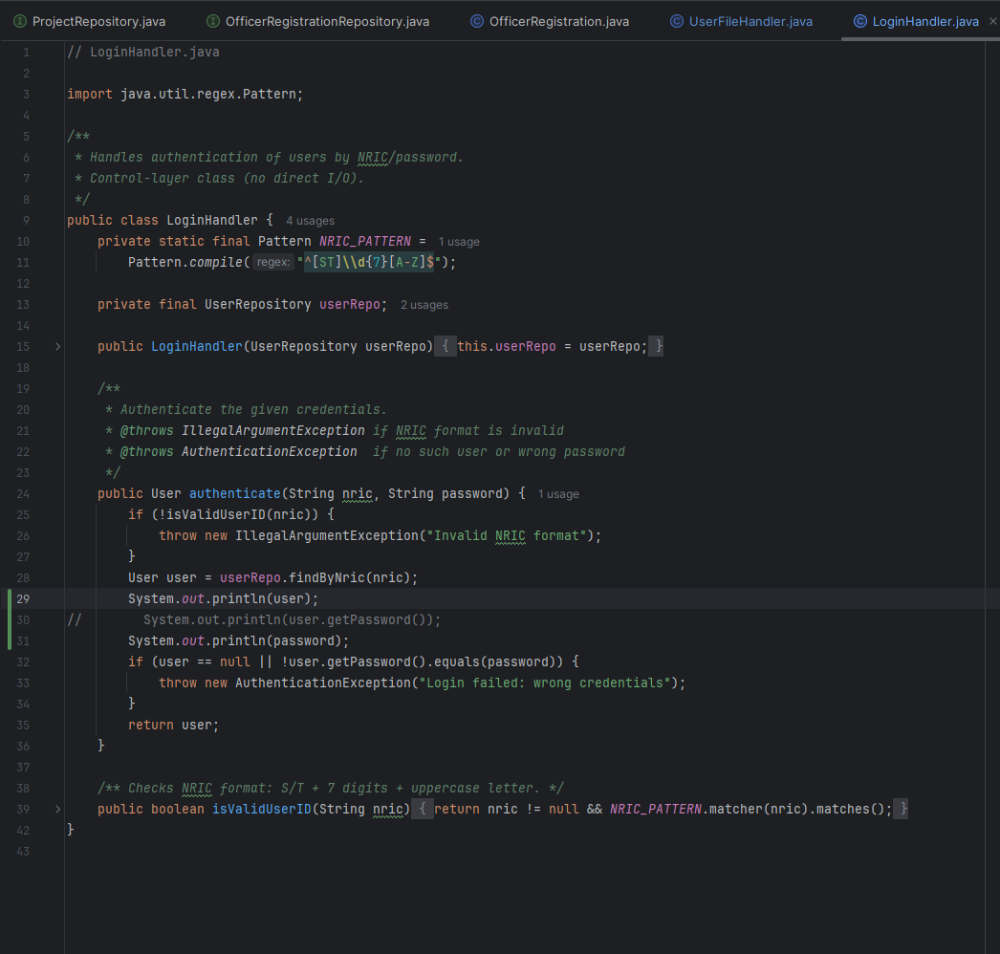 ProjectRepository.java OfficerRegistrationRepository.java OfficerRegistration.java UserFileHandler.java LoginHandler.java
1 // LoginHandler.java
2
3 import java.util.regex.Pattern;
4
5 /**
6 * Handles authentication of users by NRIC/password.
7 * Control-layer class (no direct I/O).
8 */
9 public class LoginHandler { 4 usages
10 private static final Pattern NRIC_PATTERN = 1 usage
11 Pattern.compile( regex: "^[ST]\\d{7}[A-Z]$");
12
13 private final UserRepository userRepo; 2 usages
14
15 public LoginHandler(UserRepository userRepo) { this.userRepo = userRepo; }
18
19 /**
20 * Authenticate the given credentials.
21 * @throws IllegalArgumentException if NRIC format is invalid
22 * @throws AuthenticationException  if no such user or wrong password
23 */
24 public User authenticate(String nric, String password) { 1 usage
25 if (!isValidUserID(nric)) {
26 throw new IllegalArgumentException("Invalid NRIC format");
27 }
28 User user = userRepo.findByNric(nric);
29 System.out.println(user);
30 //        System.out.println(user.getPassword());
31 System.out.println(password);
32 if (user == null || !user.getPassword().equals(password)) {
33 throw new AuthenticationException("Login failed: wrong credentials");
34 }
35 return user;
36 }
37
38 /** Checks NRIC format: S/T + 7 digits + uppercase letter. */
39 public boolean isValidUserID(String nric) { return nric != null && NRIC_PATTERN.matcher(nric).matches(); }
42 }
43